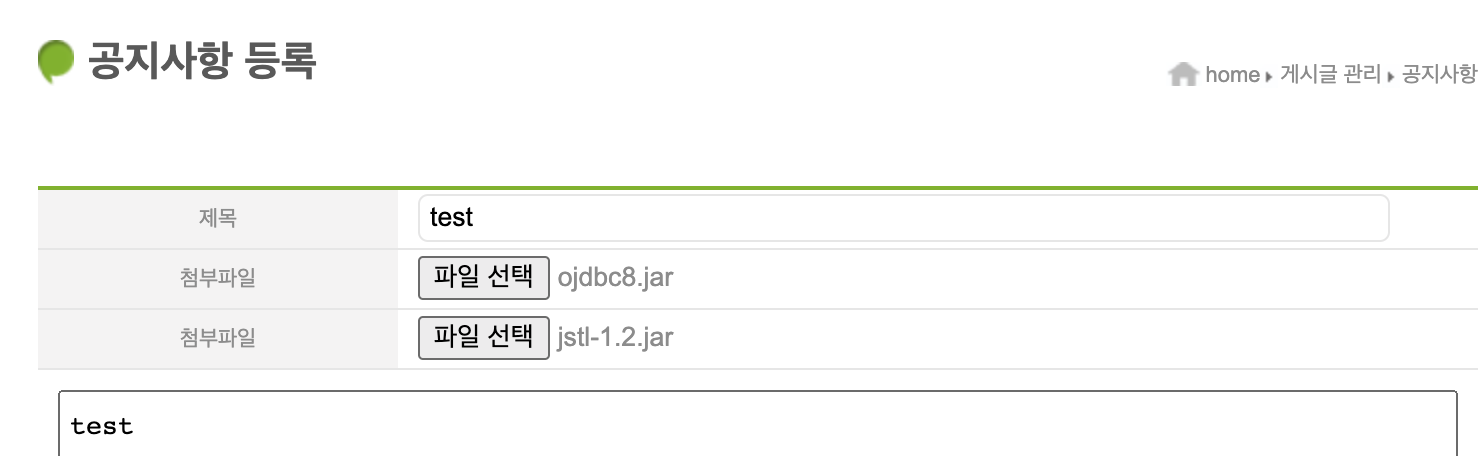 공지사항 등록
home 게시글 관리 공지사항
제목 test
첨부파일 파일 선택 ojdbc8.jar
첨부파일 파일 선택 jstl-1.2.jar
test